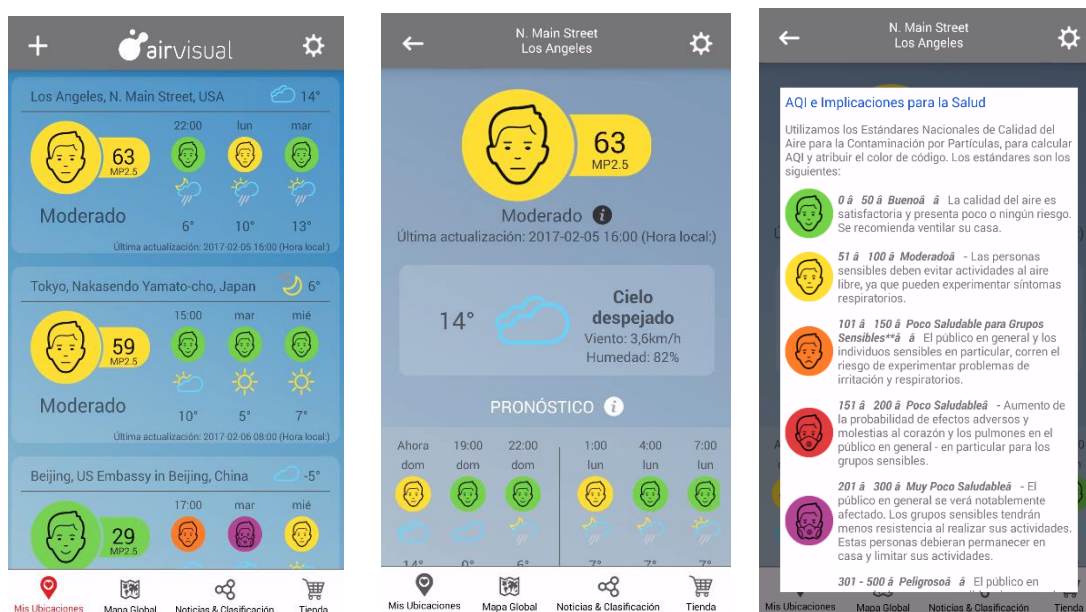 airvisual
Los Angeles, N. Main Street, USA 14°
22:00 lun mar
63
MP2.5
Moderado
6° 10° 13°
Última actualización: 2017-02-05 16:00 (Hora local:)
Tokyo, Nakasendo Yamato-cho, Japan 6°
15:00 mar mié
59
MP2.5
Moderado
10° 5° 7°
Última actualización: 2017-02-06 08:00 (Hora local:)
Beijing, US Embassy in Beijing, China -5°
17:00 mar mié
29
MP2.5
Mis Ubicaciones Mapa Global Noticias & Clasificación Tienda
N. Main Street
Los Angeles
63
MP2.5
Moderado
Última actualización: 2017-02-05 16:00 (Hora local:)
14°
Cielo
despejado
Viento: 3,6km/h
Humedad: 82%
PRONÓSTICO
Ahora 19:00 22:00 1:00 4:00 7:00
dom dom dom lun lun lun
14° 9° 6° 7° 7° 7°
Mis Ubicaciones Mapa Global Noticias & Clasificación Tienda
N. Main Street
Los Angeles
AQI e Implicaciones para la Salud
Utilizamos los Estándares Nacionales de Calidad del
Aire para la Contaminación por Partículas, para calcular
AQI y atribuir el color de código. Los estándares son los
siguientes:
0 â 50 â Buenoâ â La calidad del aire es
satisfactoria y presenta poco o ningún riesgo.
Se recomienda ventilar su casa.
51 â 100 â Moderadoâ - Las personas
sensibles deben evitar actividades al aire
libre, ya que pueden experimentar síntomas
respiratorios.
101 â 150 â Poco Saludable para Grupos
Sensibles**â â El público en general y los
individuos sensibles en particular, corren el
riesgo de experimentar problemas de
irritación y respiratorios.
151 â 200 â Poco Saludableâ - Aumento de
la probabilidad de efectos adversos y
molestias al corazón y los pulmones en el
público en general - en particular para los
grupos sensibles.
201 â 300 â Muy Poco Saludableâ - El
público en general se verá notablemente
afectado. Los grupos sensibles tendrán
menos resistencia al realizar sus actividades.
Estas personas debieran permanecer en
casa y limitar sus actividades.
301 - 500 â Peligrosoâ â El público en
Mis Ubicaciones Mapa Global Noticias & Clasificación Tienda